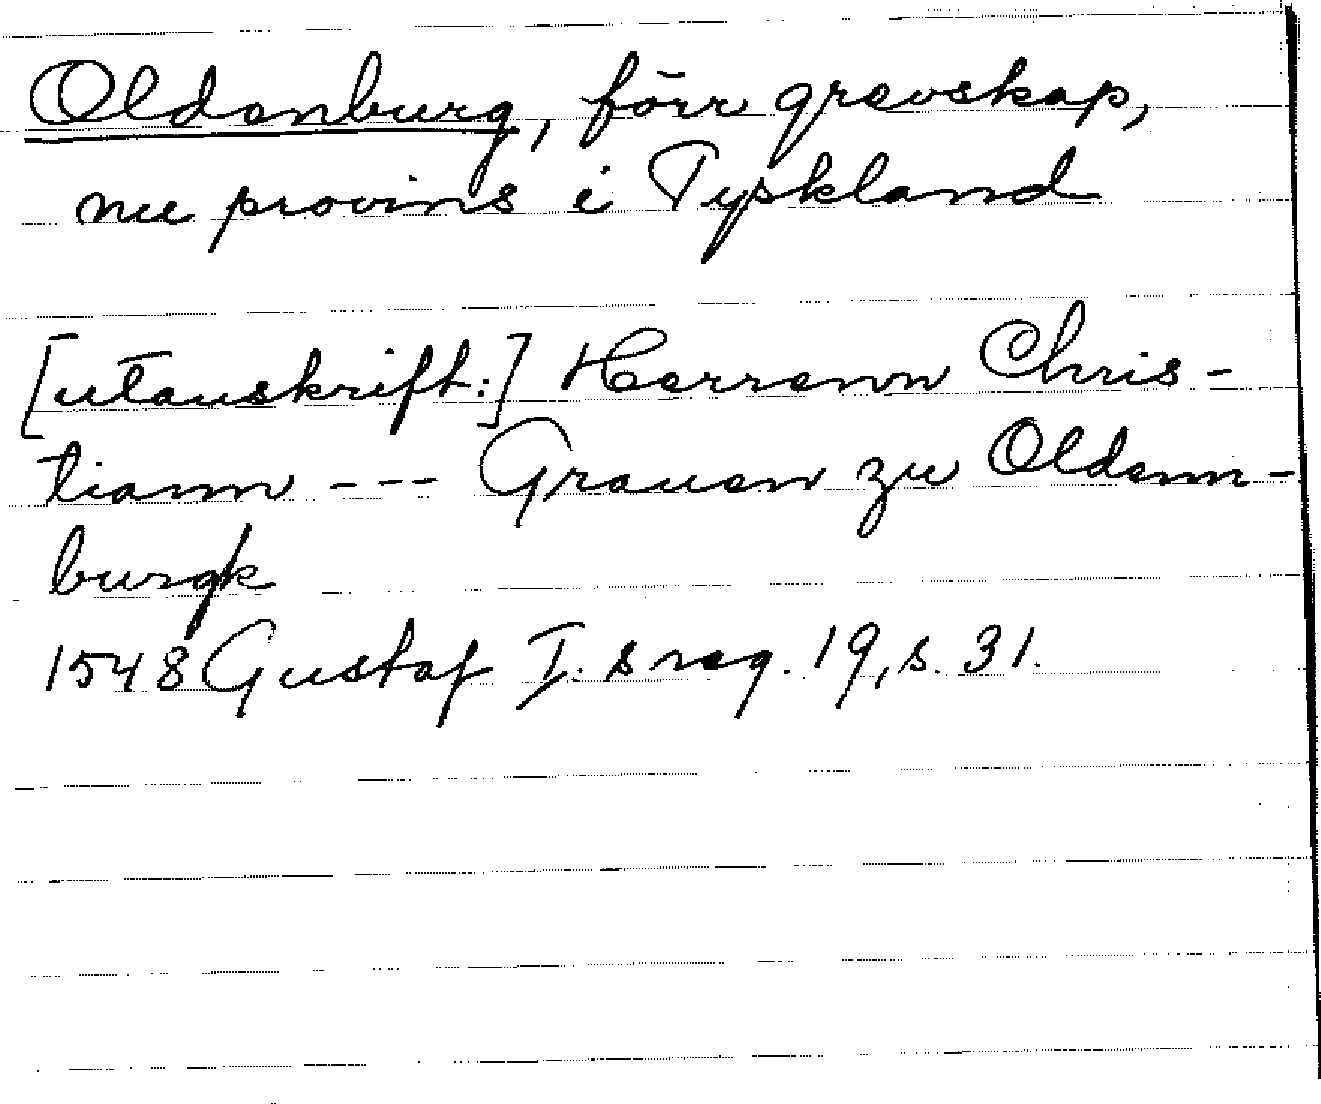 Oldenburg, förr grevskap,
nu provins i Tyskland
[utanskrift:] Herrenn Chris-
tiann --- Grauen zu Oldenn-
burgk
1548 Gustaf I:s reg. 19, s. 31.